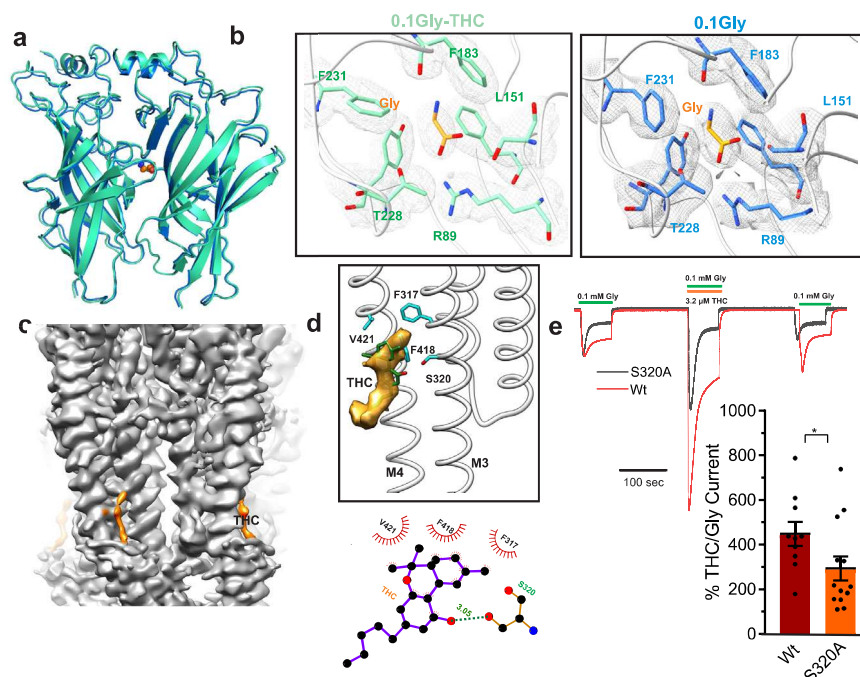 a
b
0.1Gly-THC
0.1Gly
F183
F231
Gly
L151
T228
R89
F183
F231
Gly
L151
T228
R89
c
THC
d
F317
V421
F418
THC
S320
M4
M3
V421
F418
F317
THC
S320
3.05
e
0.1 mM Gly
0.1 mM Gly
3.2 µM THC
0.1 mM Gly
S320A
Wt
100 sec
% THC/Gly Current
1000
800
600
400
200
0
*
Wt
S320A